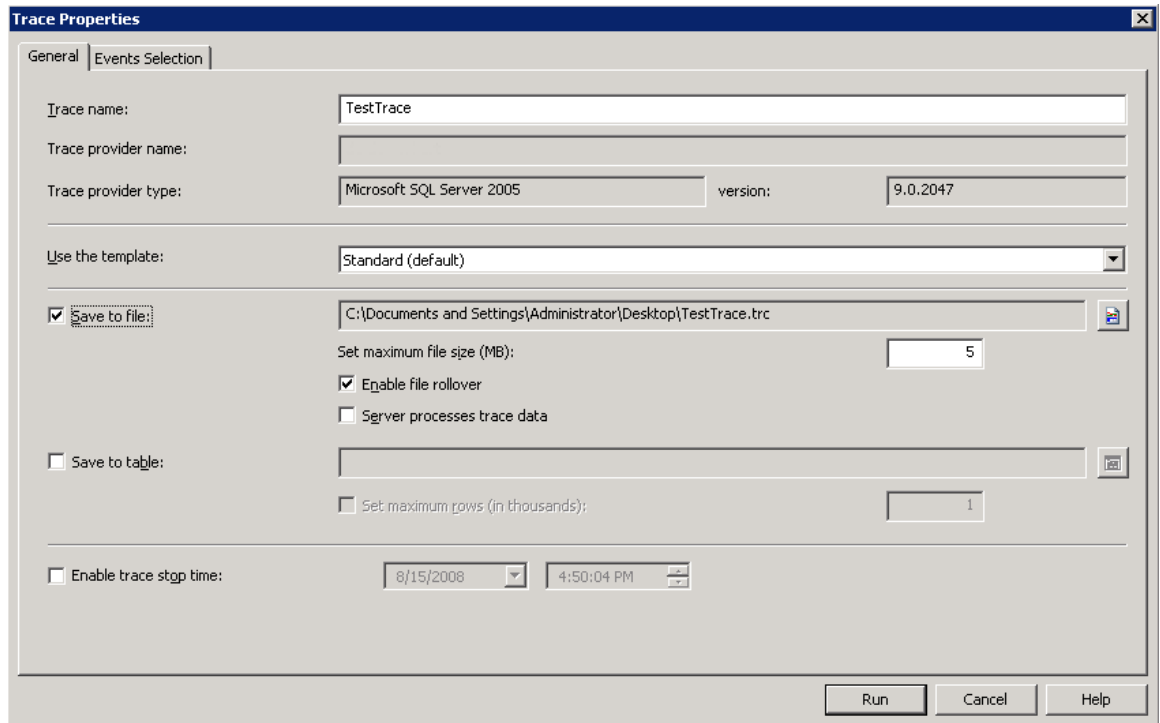 Trace Properties
General Events Selection
Trace name: TestTrace
Trace provider name:
Trace provider type: Microsoft SQL Server 2005 version: 9.0.2047
Use the template: Standard (default)
Save to file: C:\Documents and Settings\Administrator\Desktop\TestTrace.trc
Set maximum file size (MB): 5
Enable file rollover
Server processes trace data
Save to table:
Set maximum rows (in thousands): 1
Enable trace stop time: 8/15/2008 4:50:04 PM
Run Cancel Help